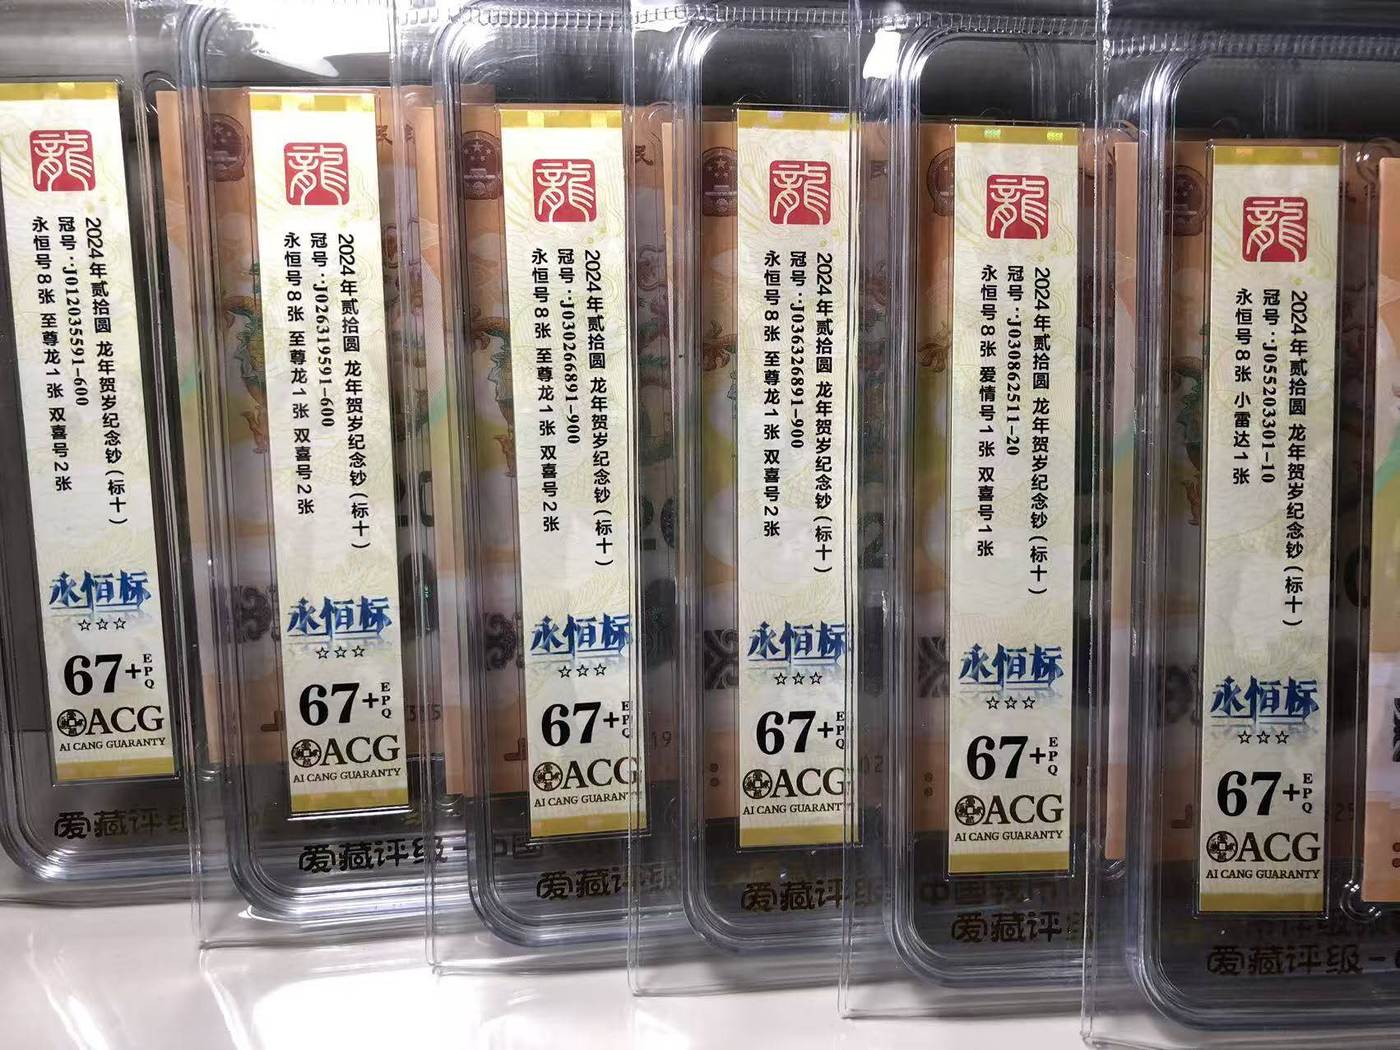 龍
2024年贰拾圆 龙年贺岁纪念钞(标十)
冠号:J012035591-600
永恒号8张 至尊龙1张 双喜号2张
永恒标
☆☆☆
67+EPQ
ACG
AI CANG GUARANTY
爱藏评级
龍
2024年贰拾圆 龙年贺岁纪念钞(标十)
冠号:J026319591-600
永恒号8张 至尊龙1张 双喜号2张
永恒标
☆☆☆
67+EPQ
ACG
AI CANG GUARANTY
爱藏评级-中国
龍
2024年贰拾圆 龙年贺岁纪念钞(标十)
冠号:J030266891-900
永恒号8张 至尊龙1张 双喜号2张
永恒标
☆☆☆
67+EPQ
ACG
AI CANG GUARANTY
爱藏评级
龍
2024年贰拾圆 龙年贺岁纪念钞(标十)
冠号:J036326891-900
永恒号8张 至尊龙1张 双喜号2张
永恒标
☆☆☆
67+EPQ
ACG
AI CANG GUARANTY
爱藏评级
龍
2024年贰拾圆 龙年贺岁纪念钞(标十)
冠号:J030862511-20
永恒号8张 爱情号1张 双喜号1张
永恒标
☆☆☆
67+EPQ
ACG
AI CANG GUARANTY
爱藏评级
龍
2024年贰拾圆 龙年贺岁纪念钞(标十)
冠号:J055203301-10
永恒号8张 小雷达1张
永恒标
☆☆☆
67+EPQ
ACG
AI CANG GUARANTY
爱藏评级-